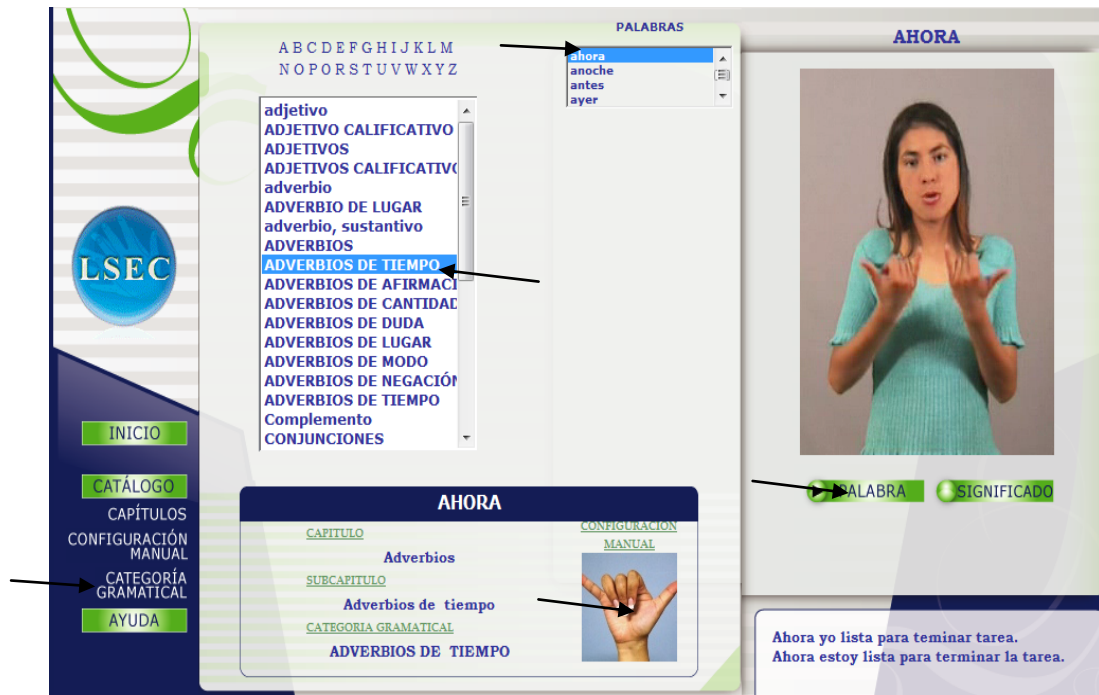 PALABRAS
AHORA
A B C D E F G H I J K L M
N O P O R S T U V W X Y Z
ahora
anoche
antes
ayer
adjetivo
ADJETIVO CALIFICATIVO
ADJETIVOS
ADJETIVOS CALIFICATIV
adverbio
ADVERBIO DE LUGAR
adverbio, sustantivo
ADVERBIOS
ADVERBIOS DE TIEMPO
ADVERBIOS DE AFIRMACI
ADVERBIOS DE CANTIDAD
ADVERBIOS DE DUDA
ADVERBIOS DE LUGAR
ADVERBIOS DE MODO
ADVERBIOS DE NEGACIÓN
ADVERBIOS DE TIEMPO
Complemento
CONJUNCIONES
LSEC
INICIO
CATÁLOGO
CAPÍTULOS
CONFIGURACIÓN
MANUAL
CATEGORÍA
GRAMATICAL
AYUDA
AHORA
CAPITULO
Adverbios
SUBCAPITULO
Adverbios de tiempo
CATEGORIA GRAMATICAL
ADVERBIOS DE TIEMPO
CONFIGURACION
MANUAL
PALABRA
SIGNIFICADO
Ahora yo lista para teminar tarea.
Ahora estoy lista para terminar la tarea.